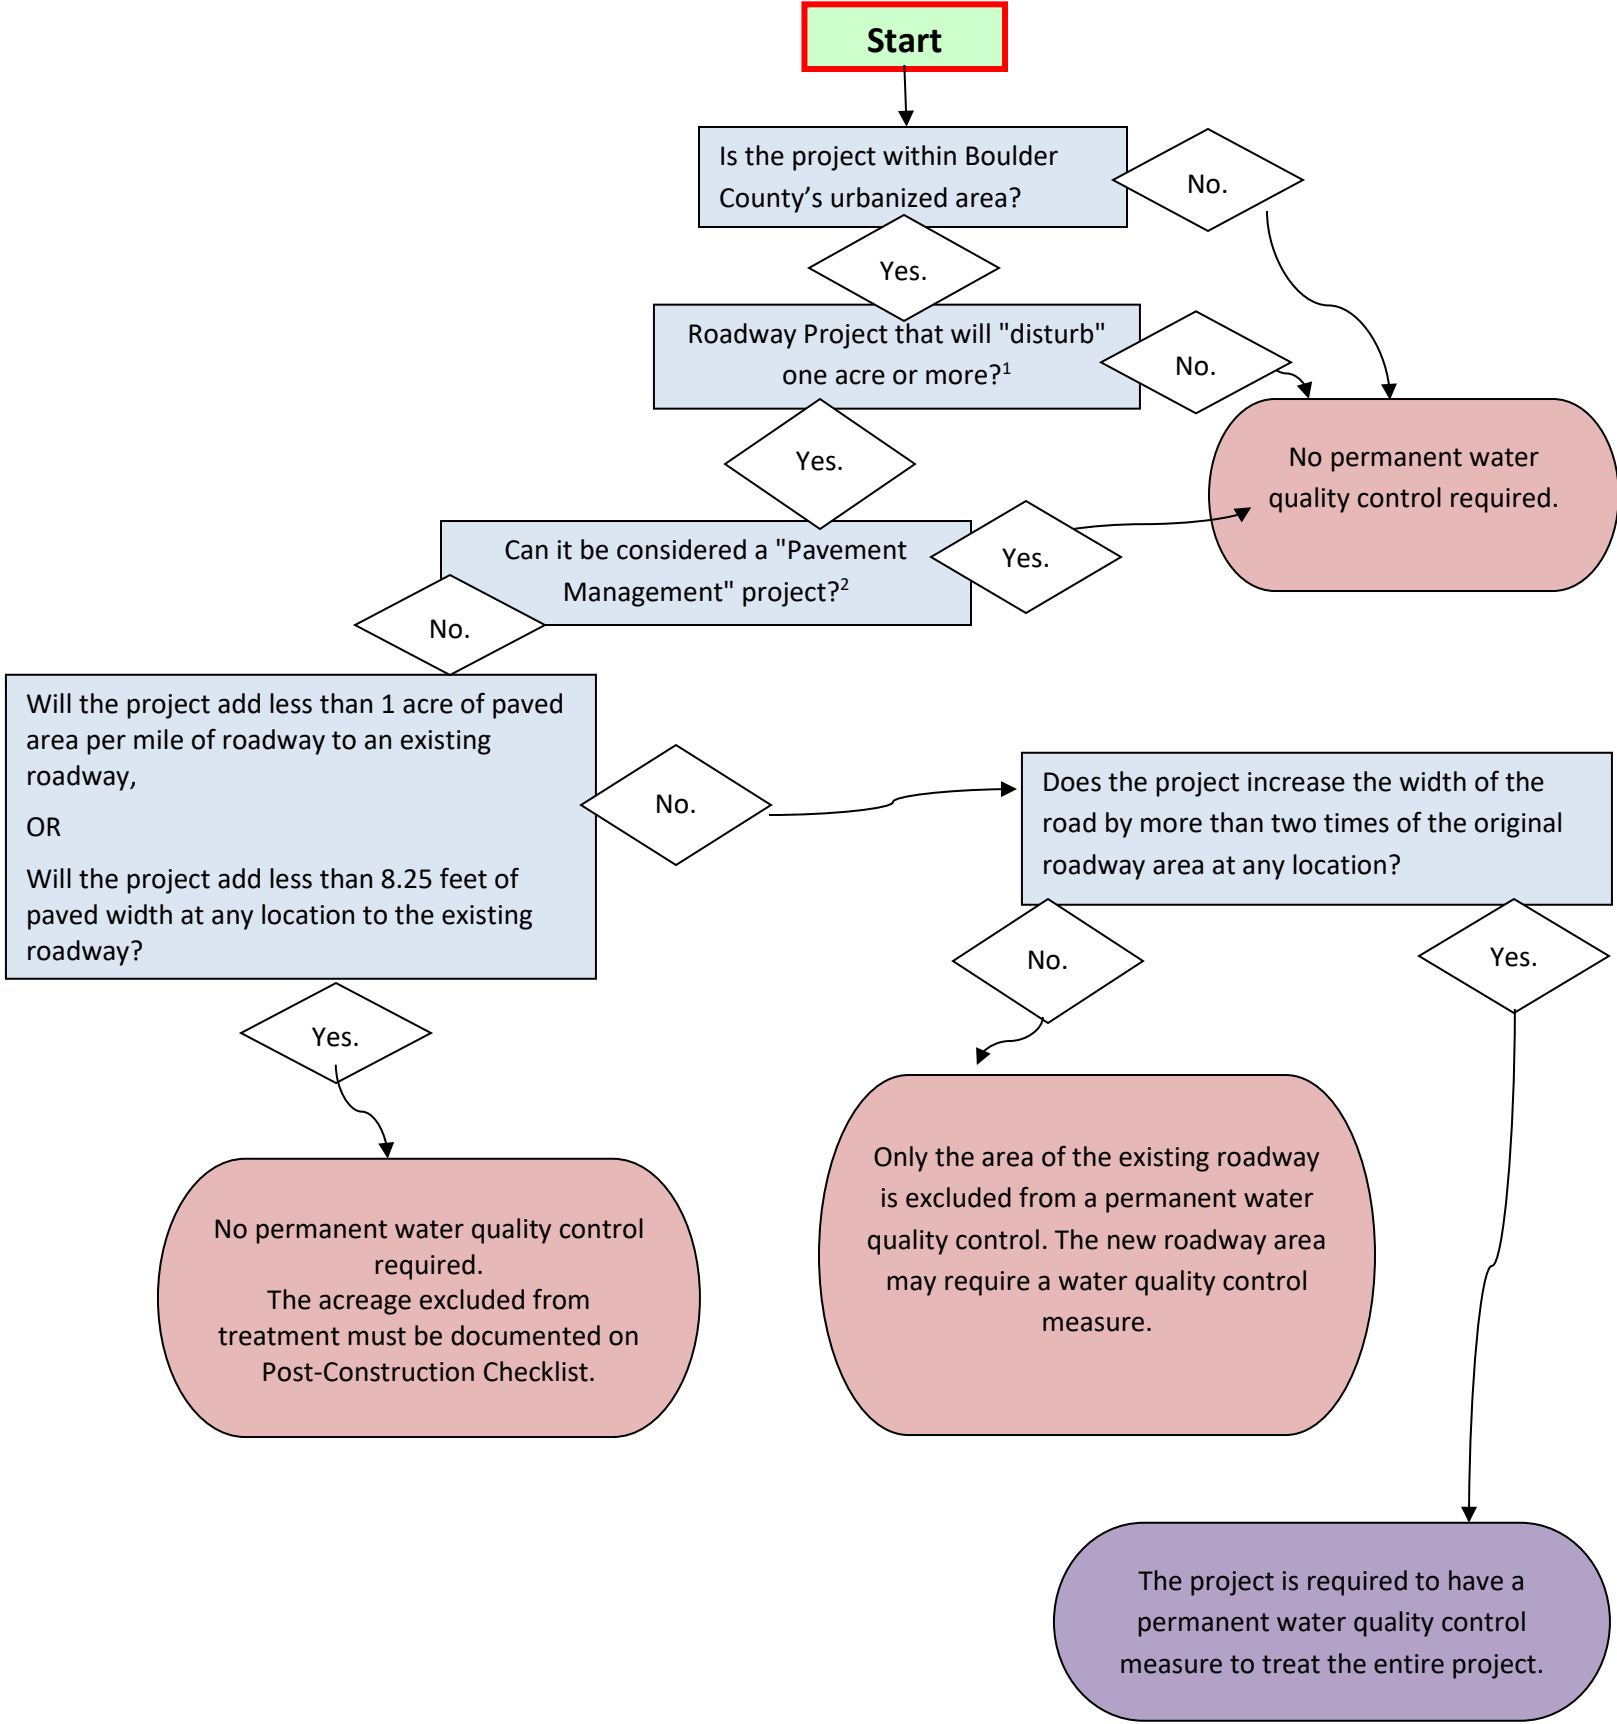 Start
Is the project within Boulder
County’s urbanized area?
No.
Yes.
Roadway Project that will "disturb"
one acre or more?1
No.
Yes.
No permanent water
quality control required.
Can it be considered a "Pavement
Management" project?2
Yes.
No.
Will the project add less than 1 acre of paved
area per mile of roadway to an existing
roadway,
OR
Will the project add less than 8.25 feet of
paved width at any location to the existing
roadway?
No.
Does the project increase the width of the
road by more than two times of the original
roadway area at any location?
No.
Yes.
Yes.
Only the area of the existing roadway
is excluded from a permanent water
quality control. The new roadway area
may require a water quality control
measure.
No permanent water quality control
required.
The acreage excluded from
treatment must be documented on
Post-Construction Checklist.
The project is required to have a
permanent water quality control
measure to treat the entire project.